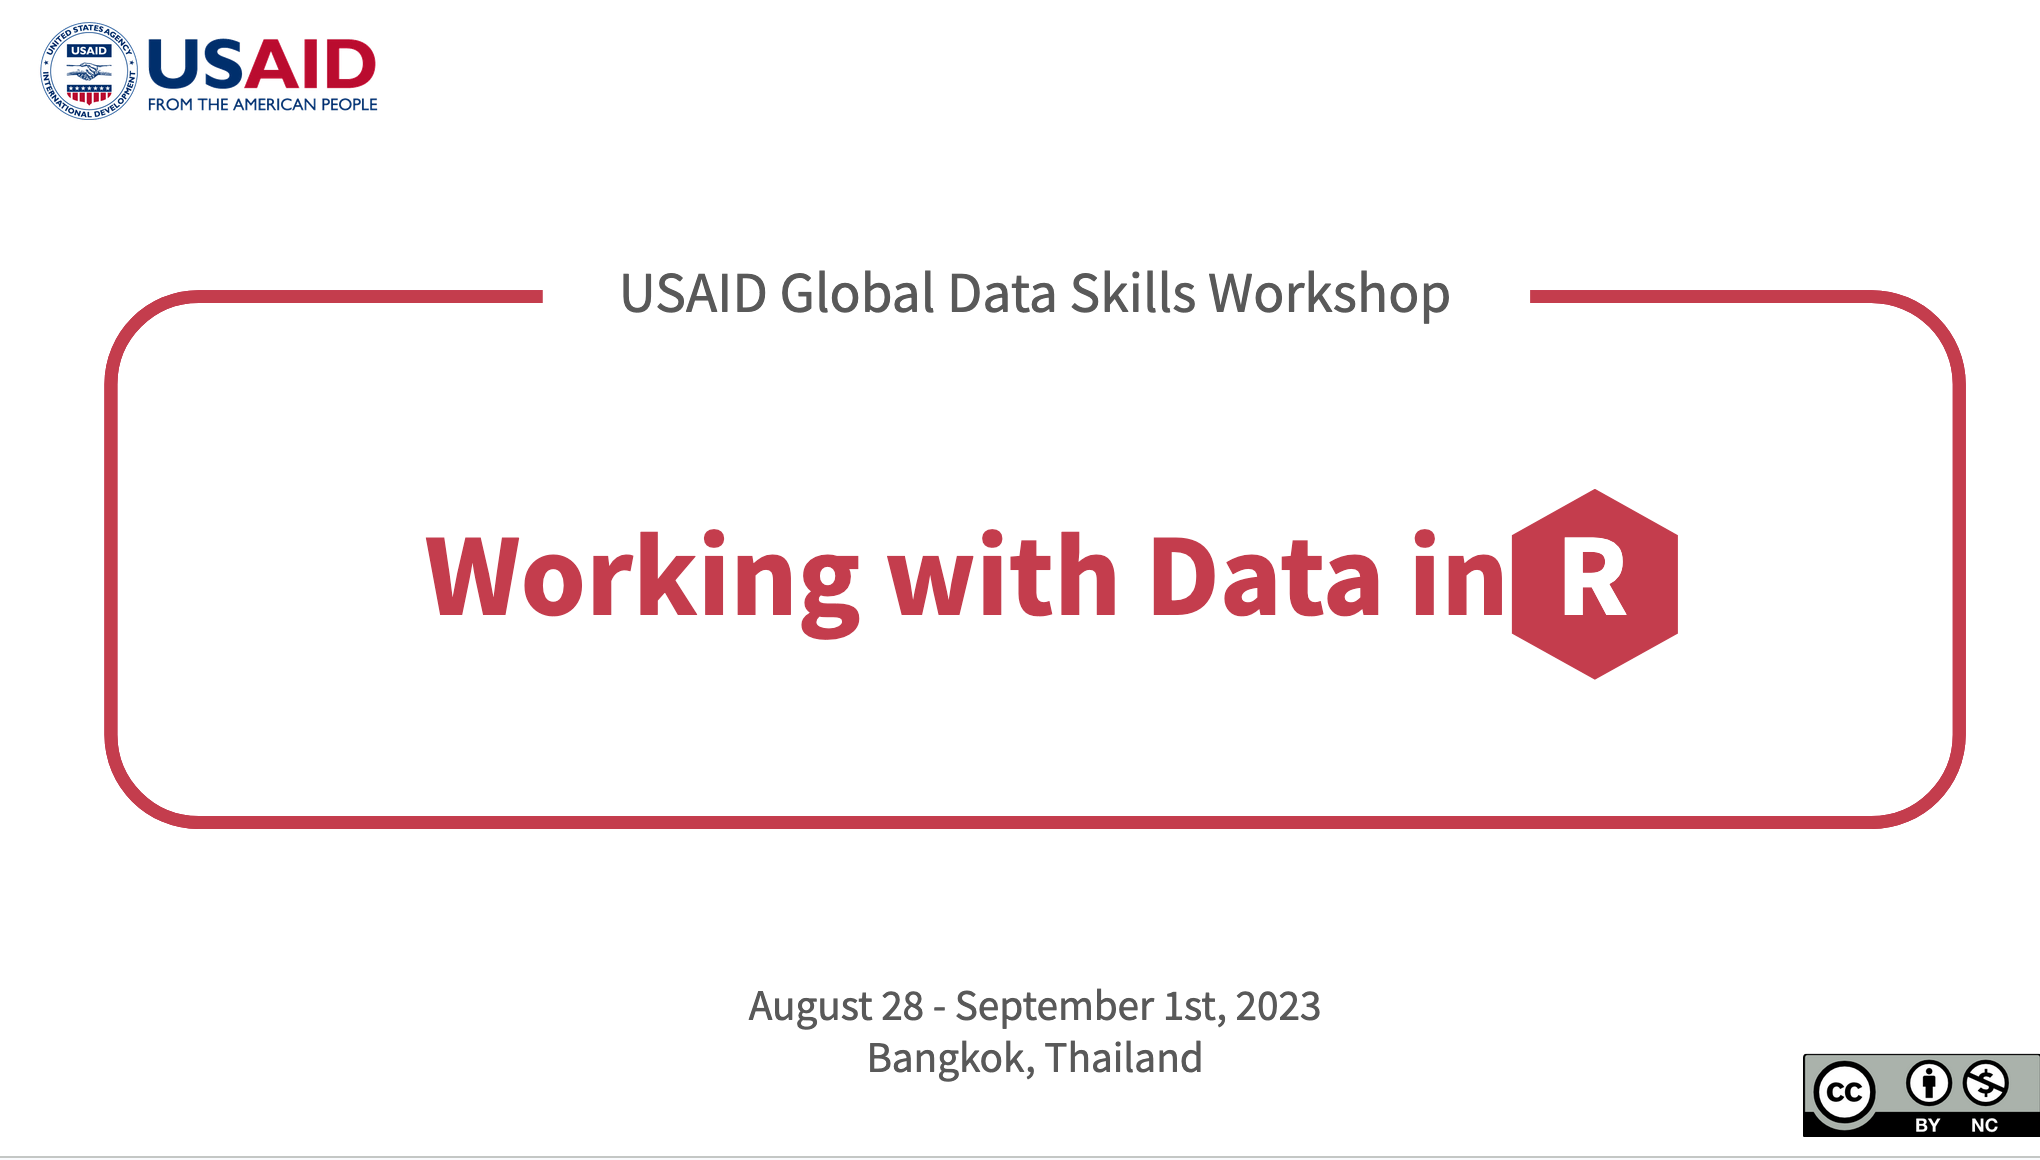 UNITED STATES AGENCY
USAID
INTERNATIONAL DEVELOPMENT
USAID
FROM THE AMERICAN PEOPLE
USAID Global Data Skills Workshop
Working with Data in R
August 28 - September 1st, 2023
Bangkok, Thailand
cc
BY NC